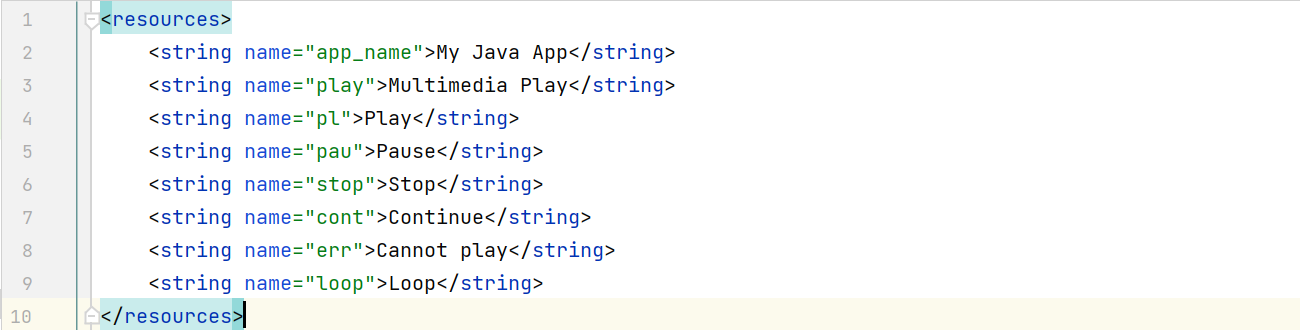 1 <resources>
2 <string name="app_name">My Java App</string>
3 <string name="play">Multimedia Play</string>
4 <string name="pl">Play</string>
5 <string name="pau">Pause</string>
6 <string name="stop">Stop</string>
7 <string name="cont">Continue</string>
8 <string name="err">Cannot play</string>
9 <string name="loop">Loop</string>
10 </resources>